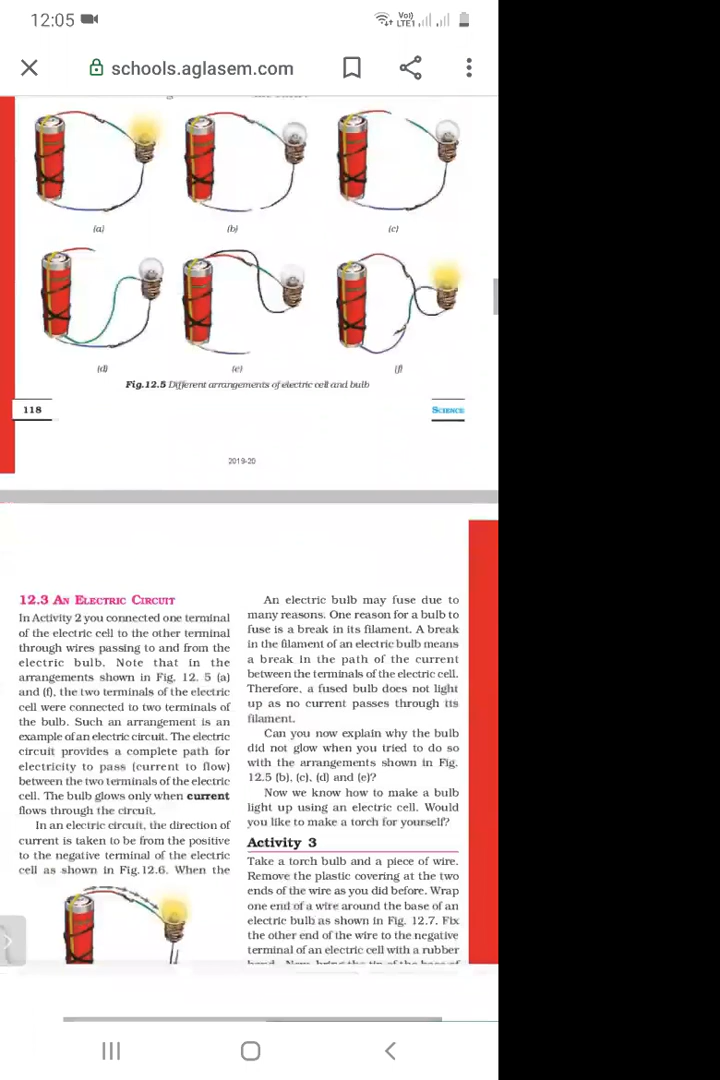 12:05
Vo)
LTE1
schools.aglasem.com
(a)
(b)
(c)
(d)
(e)
(f)
Fig.12.5 Different arrangements of electric cell and bulb
118
SCIENCE
2019-20
12.3 AN ELECTRIC CIRCUIT
In Activity 2 you connected one terminal
of the electric cell to the other terminal
through wires passing to and from the
electric bulb. Note that in the
arrangements shown in Fig. 12. 5 (a)
and (f), the two terminals of the electric
cell were connected to two terminals of
the bulb. Such an arrangement is an
example of an electric circuit. The electric
circuit provides a complete path for
electricity to pass (current to flow)
between the two terminals of the electric
cell. The bulb glows only when current
flows through the circuit.
In an electric circuit, the direction of
current is taken to be from the positive
to the negative terminal of the electric
cell as shown in Fig.12.6. When the
An electric bulb may fuse due to
many reasons. One reason for a bulb to
fuse is a break in its filament. A break
in the filament of an electric bulb means
a break in the path of the current
between the terminals of the electric cell.
Therefore, a fused bulb does not light
up as no current passes through its
filament.
Can you now explain why the bulb
did not glow when you tried to do so
with the arrangements shown in Fig.
12.5 (b), (c), (d) and (e)?
Now we know how to make a bulb
light up using an electric cell. Would
you like to make a torch for yourself?
Activity 3
Take a torch bulb and a piece of wire.
Remove the plastic covering at the two
ends of the wire as you did before. Wrap
one end of a wire around the base of an
electric bulb as shown in Fig. 12.7. Fix
the other end of the wire to the negative
terminal of an electric cell with a rubber